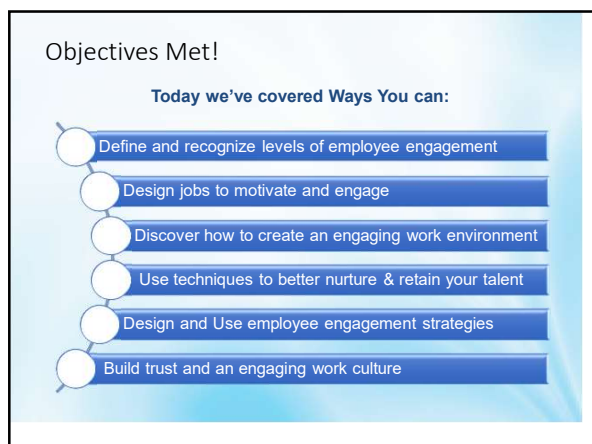 Objectives Met!
Today we've covered Ways You can:
Define and recognize levels of employee engagement
Design jobs to motivate and engage
Discover how to create an engaging work environment
Use techniques to better nurture & retain your talent
Design and Use employee engagement strategies
Build trust and an engaging work culture